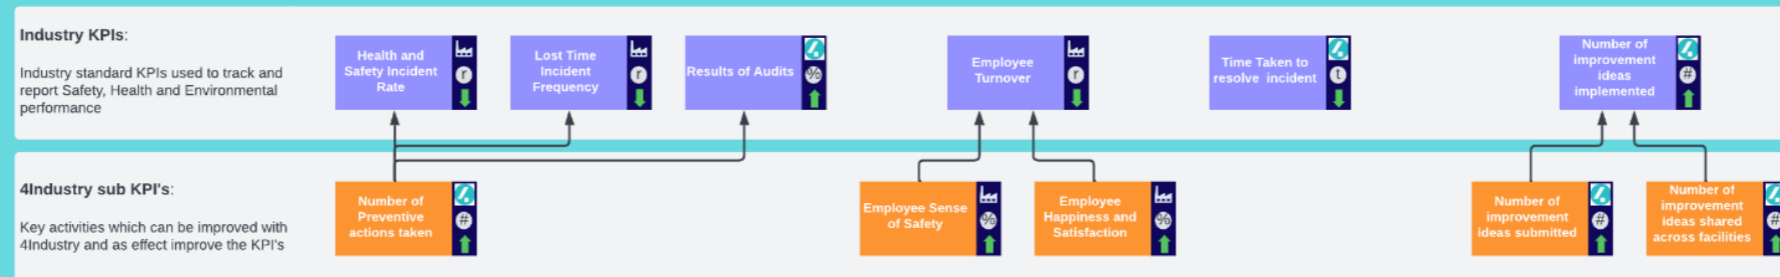 Industry KPIs:
Industry standard KPIs used to track and
report Safety, Health and Environmental
performance
Health and
Safety Incident
Rate
r
Lost Time
Incident
Frequency
r
Results of Audits
%
Employee
Turnover
r
Time Taken to
resolve incident
t
Number of
improvement
ideas
implemented
#
4Industry sub KPI's:
Key activities which can be improved with
4Industry and as effect improve the KPI's
Number of
Preventive
actions taken
#
Employee Sense
of Safety
%
Employee
Happiness and
Satisfaction
%
Number of
improvement
ideas submitted
#
Number of
improvement
ideas shared
across facilities
#